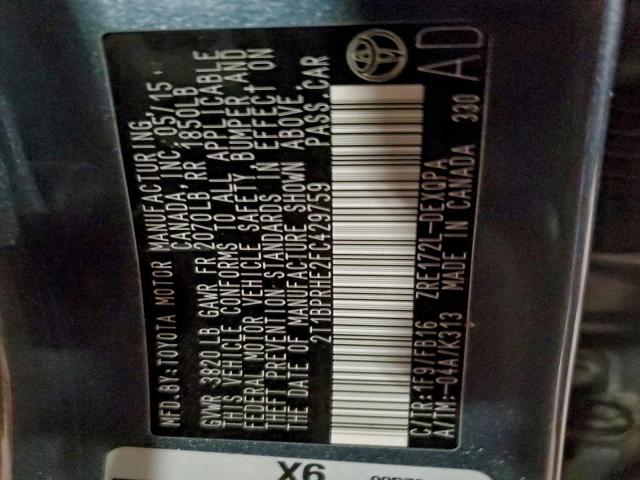 MFD.BY:TOYOTA MOTOR MANUFACTURING
CANADA, INC. 05/15
GVWR 3820LB GAWR FR 2070LB RR 1850LB
THIS VEHICLE CONFORMS TO ALL APPLICABLE
FEDERAL MOTOR VEHICLE SAFETY, BUMPER AND
THEFT PREVENTION STANDARDS IN EFFECT ON
THE DATE OF MANUFACTURE SHOWN ABOVE.
2T1BPRHE2FC429759 PASS.CAR
C/TR:1F9/FB36 ZRE172L-DEXQPA
A/TM:-04A/K313 MADE IN CANADA 330
AD
X6